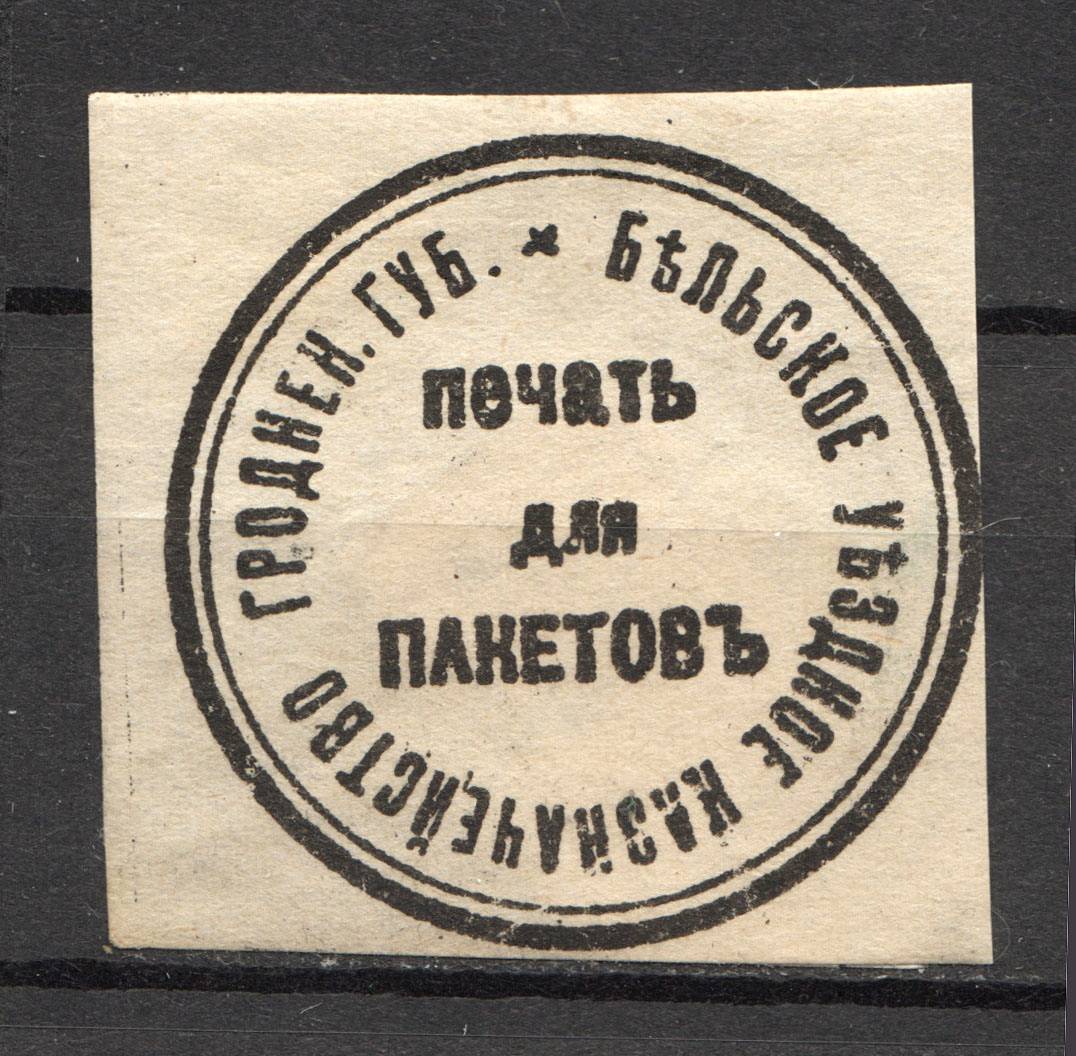 БѢЛЬСКОЕ УѢЗДНОЕ КАЗНАЧЕЙСТВО ГРОДНЕН. ГУБ.
печать
для
ПАКЕТОВЪ